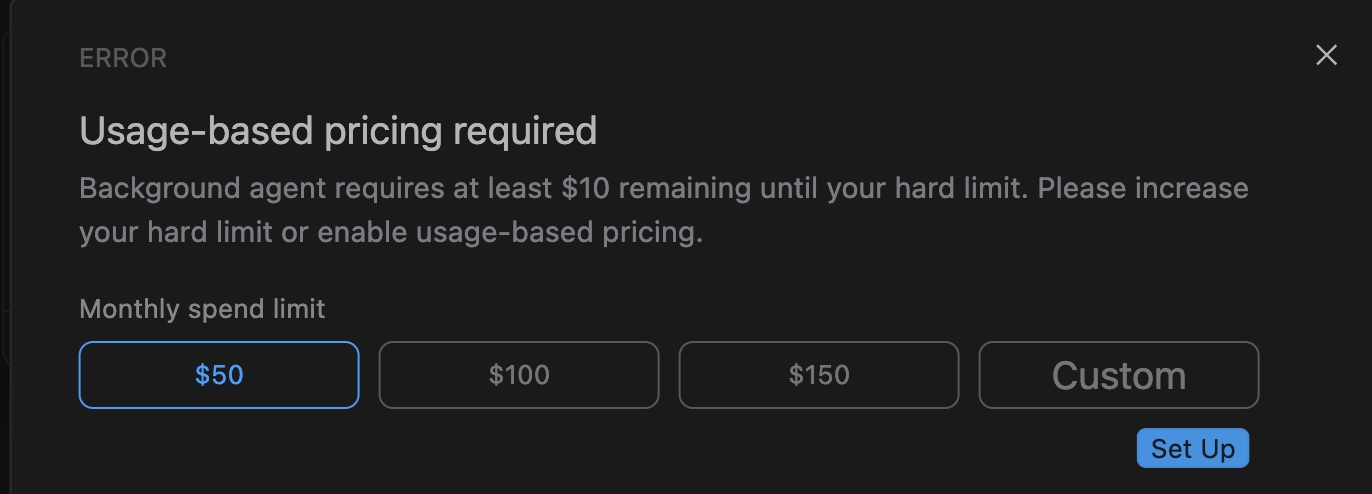 ERROR
Usage-based pricing required
Background agent requires at least $10 remaining until your hard limit. Please increase
your hard limit or enable usage-based pricing.
Monthly spend limit
$50 $100 $150 Custom
Set Up